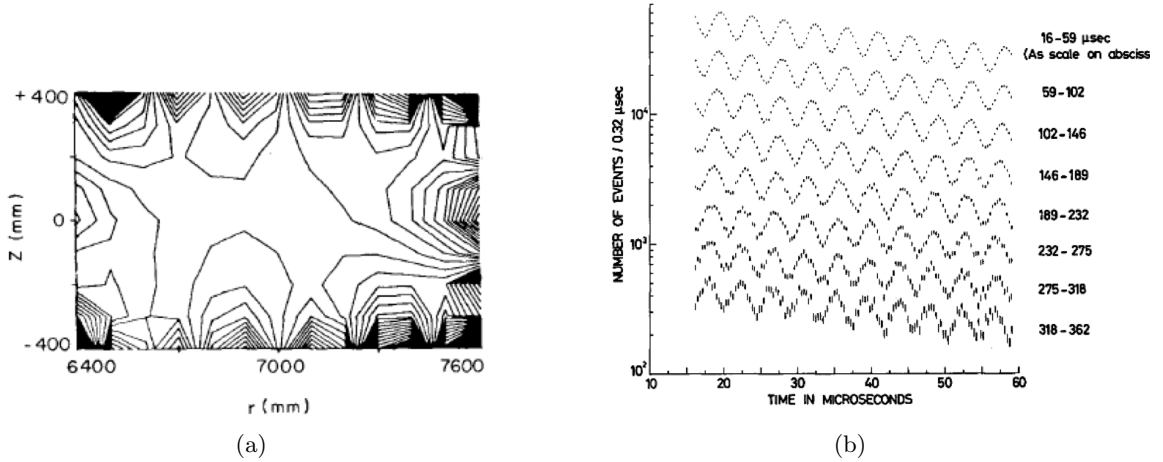 + 400
0
- 400
Z (mm)
6400
7000
7600
r (mm)
(a)
NUMBER OF EVENTS / 0.32 µsec
10⁴
10³
10²
16–59 µsec
(As scale on absciss
59–102
102–146
146–189
189–232
232–275
275–318
318–362
10
20
30
40
50
60
TIME IN MICROSECONDS
(b)